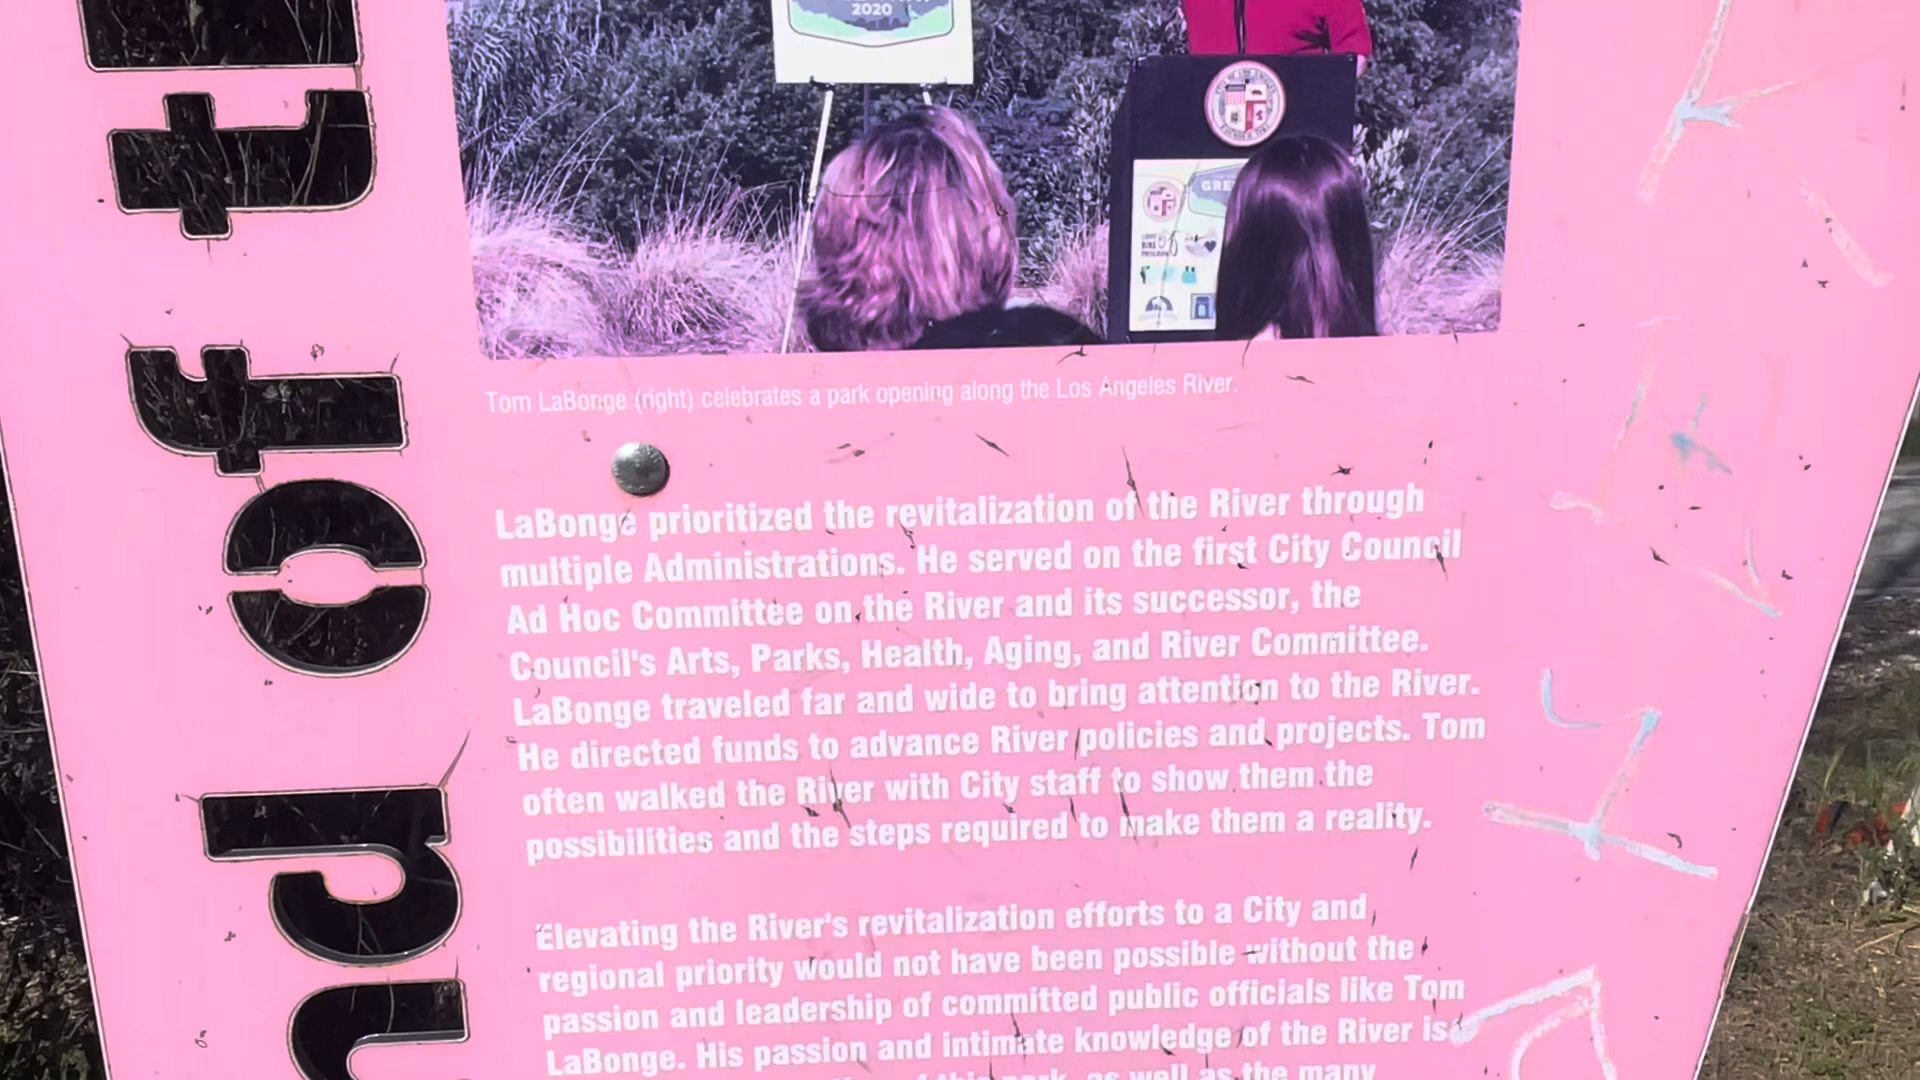 2020
CITY OF LOS ANGELES
GRE
BIKE
PROGRAM
Tom LaBonge (right) celebrates a park opening along the Los Angeles River.
LaBonge prioritized the revitalization of the River through
multiple Administrations. He served on the first City Council
Ad Hoc Committee on the River and its successor, the
Council's Arts, Parks, Health, Aging, and River Committee.
LaBonge traveled far and wide to bring attention to the River.
He directed funds to advance River policies and projects. Tom
often walked the River with City staff to show them the
possibilities and the steps required to make them a reality.
Elevating the River's revitalization efforts to a City and
regional priority would not have been possible without the
passion and leadership of committed public officials like Tom
LaBonge. His passion and intimate knowledge of the River is
this park, as well as the many